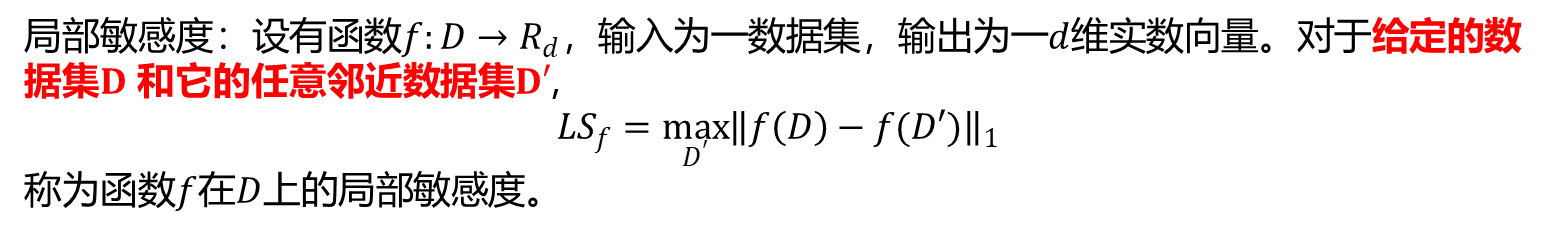 局部敏感度：设有函数f: D → R_d，输入为一数据集，输出为一d维实数向量。对于给定的数
据集D 和它的任意邻近数据集D′,
LS_f = max_{D′} ‖f(D) − f(D′)‖_1
称为函数f在D上的局部敏感度。